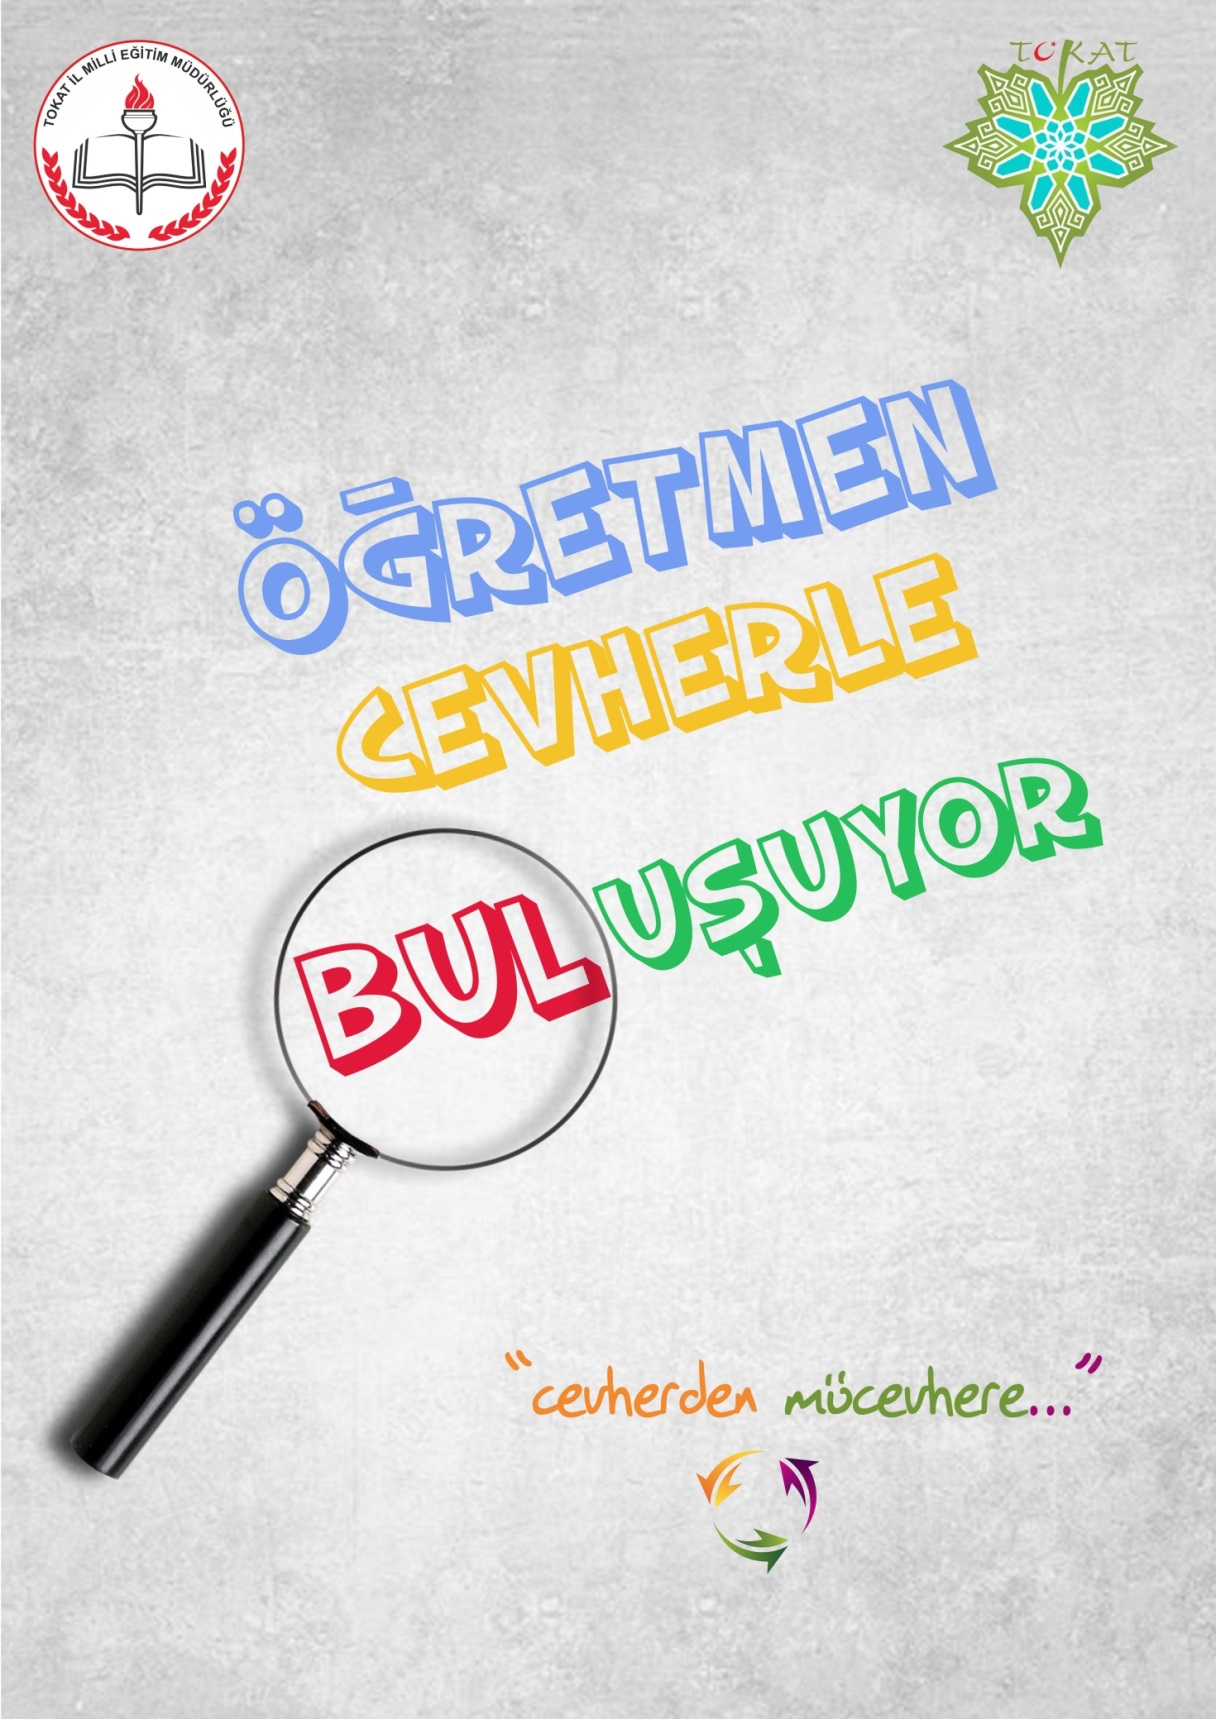 TOKAT İL MİLLİ EĞİTİM MÜDÜRLÜĞÜ
TOKAT
ÖĞRETMEN
CEVHERLE
BULUŞUYOR
"cevherden mücevhere..."